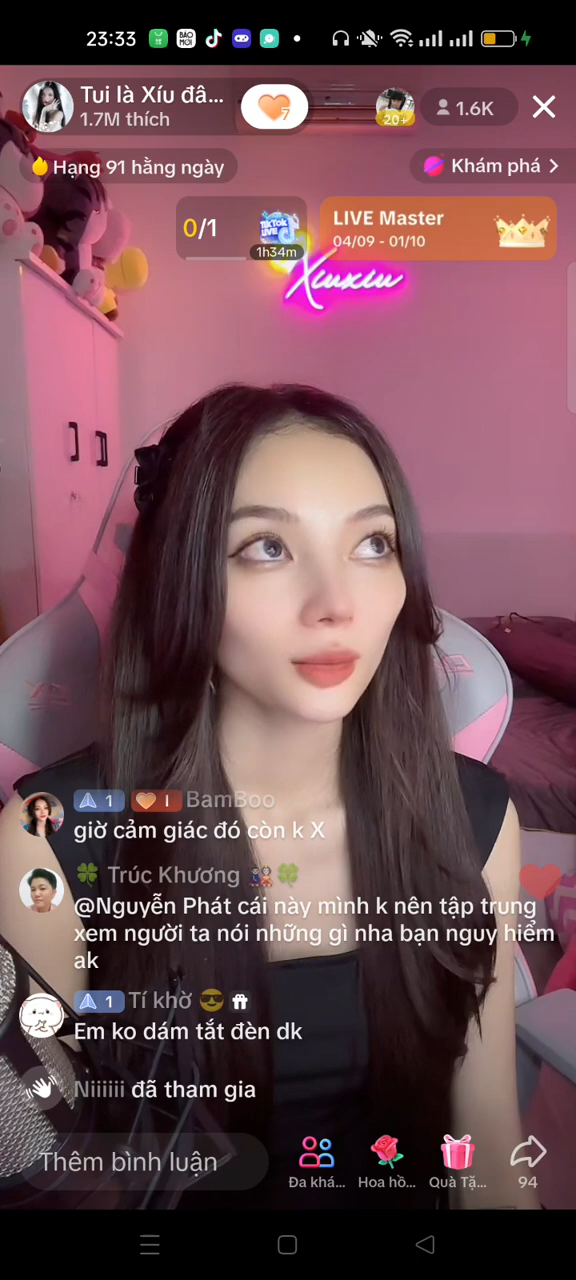 23:33
BÁO MỚI
Tui là Xíu đâ...
1.7M thích
7
20+
1.6K
Hạng 91 hằng ngày
Khám phá
0/1
TIKTOK LIVE
1h34m
LIVE Master
04/09 - 01/10
Xiuxiu
1 I BamBoo
giờ cảm giác đó còn k X
Trúc Khương
@Nguyễn Phát cái này mình k nên tập trung
xem người ta nói những gì nha bạn nguy hiểm
ak
1 Tí khờ
Em ko dám tắt đèn dk
Niiiiii đã tham gia
Thêm bình luận
Đa khá...
Hoa hồ...
Quà Tặ...
94